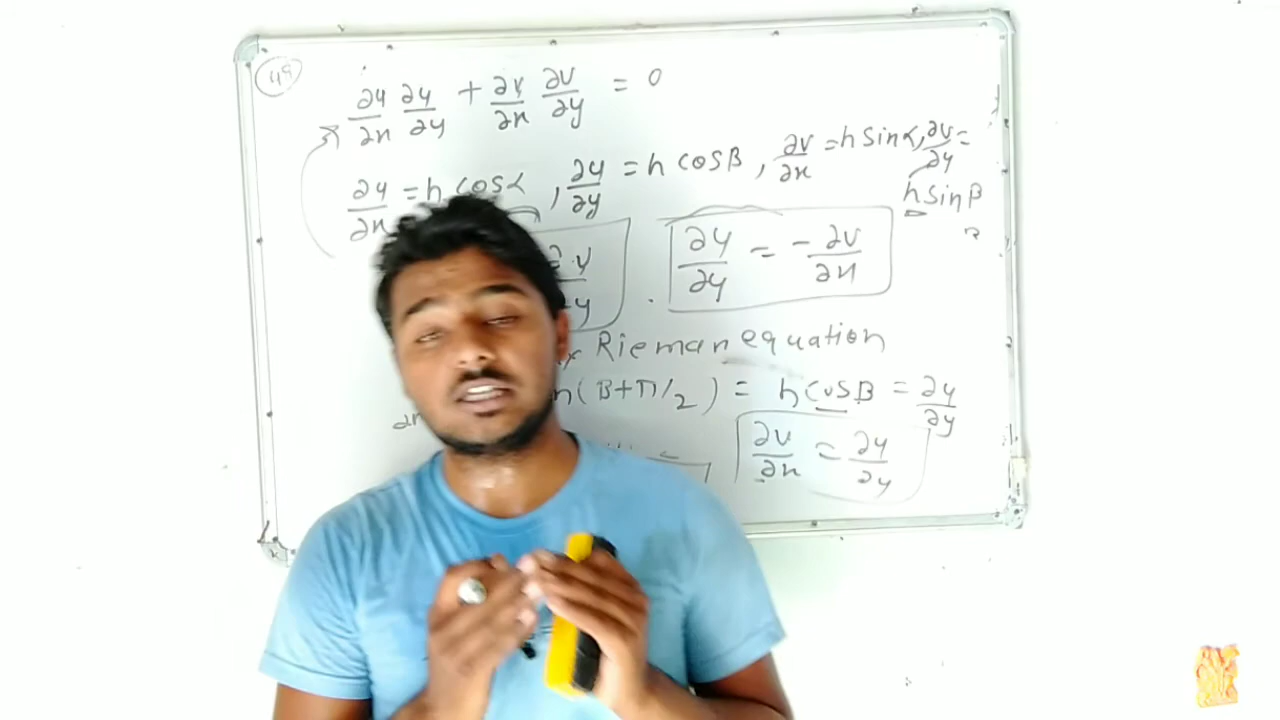 49
∂u/∂x ∂u/∂y + ∂v/∂x ∂v/∂y = 0
∂u/∂x = h cosα, ∂u/∂y = h cosβ, ∂v/∂x = h sinα, ∂v/∂y =
h sinβ
∂u/∂y = -∂v/∂x
Rieman equation
(B+π/2) = h cosβ = ∂u/∂y
∂v/∂x = ∂u/∂y